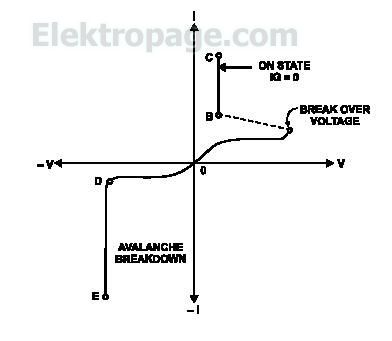 Elektropage.com
I
C
ON STATE
IG = 0
B
BREAK OVER
VOLTAGE
– V
0
V
D
AVALANCHE
BREAKDOWN
E
– I